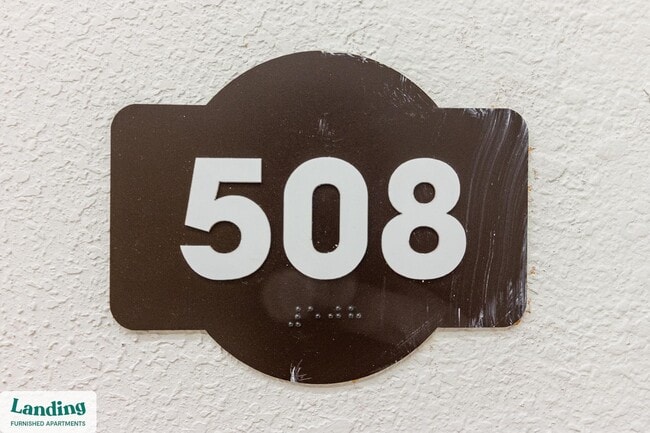 508
Landing
FURNISHED APARTMENTS